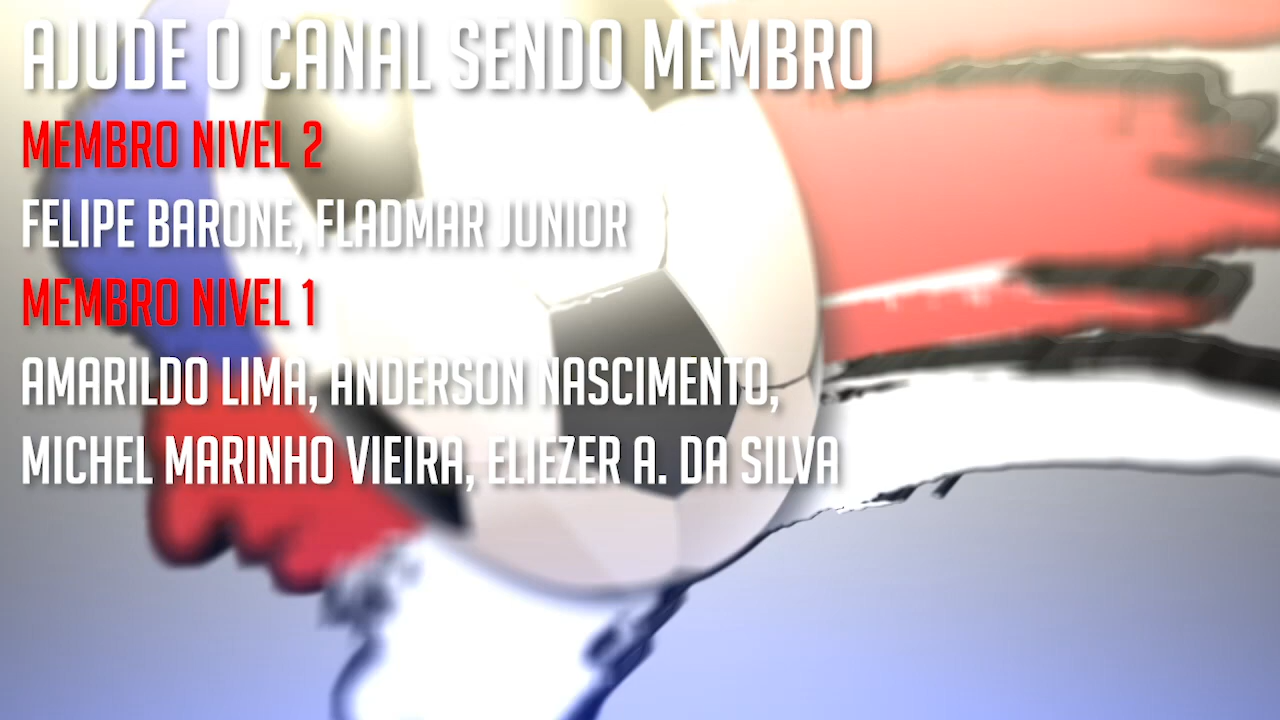 AJUDE O CANAL SENDO MEMBRO
MEMBRO NIVEL 2
FELIPE BARONE, FLADMAR JUNIOR
MEMBRO NIVEL 1
AMARILDO LIMA, ANDERSON NASCIMENTO,
MICHEL MARINHO VIEIRA, ELIEZER A. DA SILVA